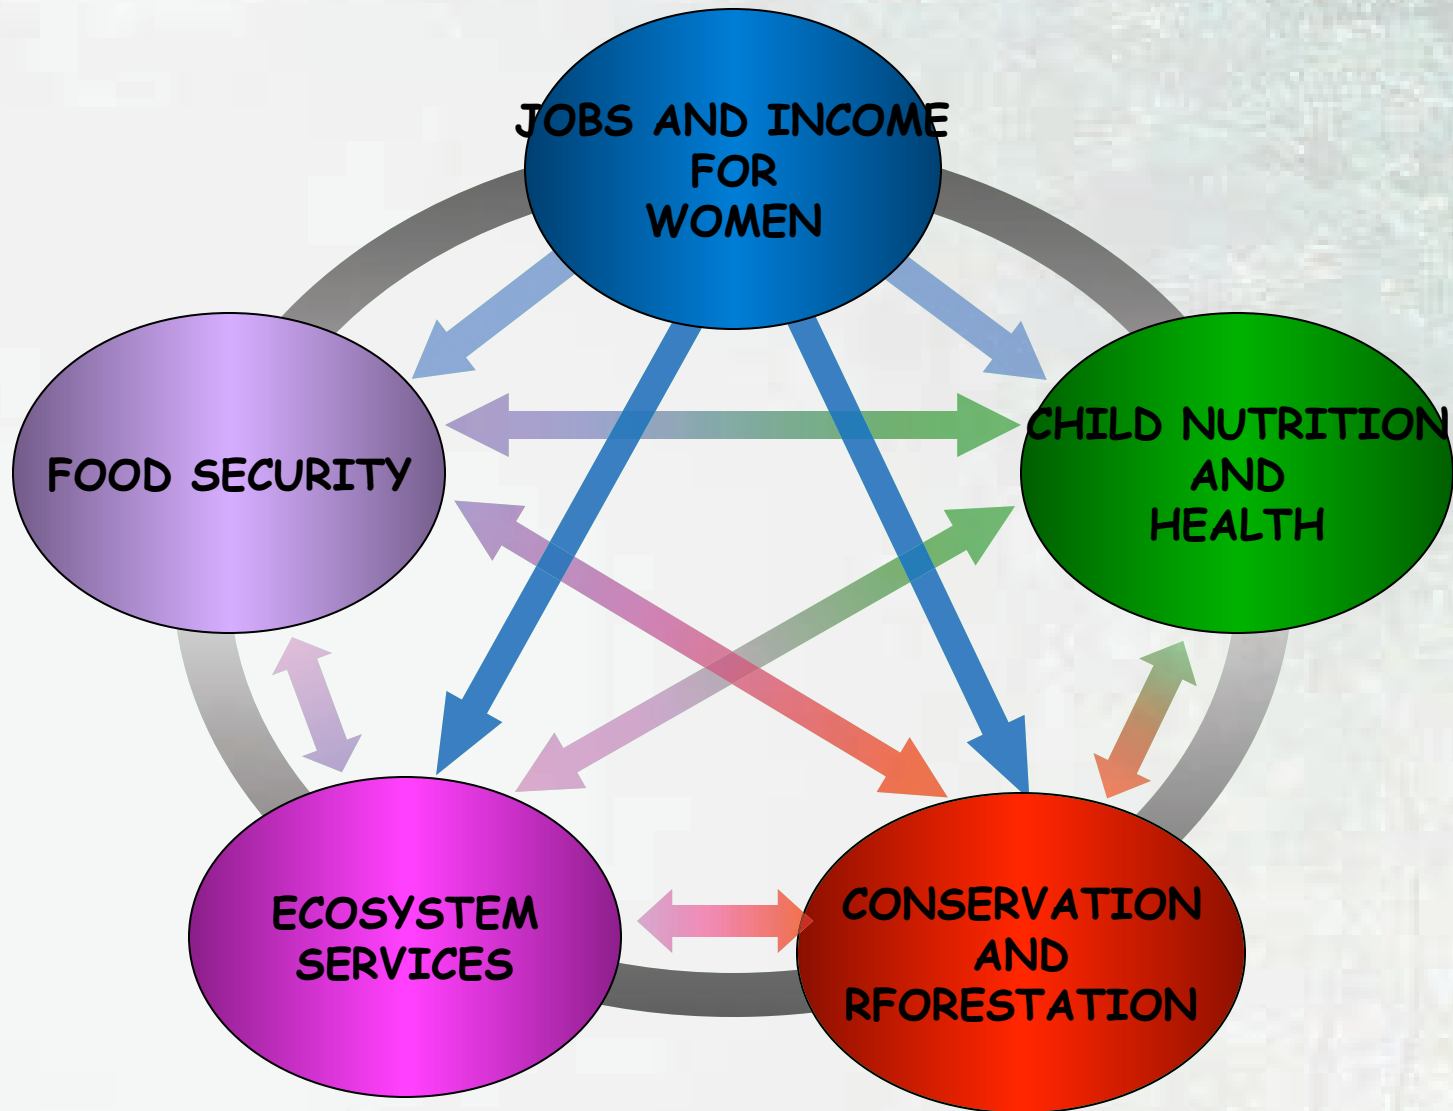 JOBS AND INCOME
FOR
WOMEN
FOOD SECURITY
CHILD NUTRITION
AND
HEALTH
ECOSYSTEM
SERVICES
CONSERVATION
AND
RFORESTATION